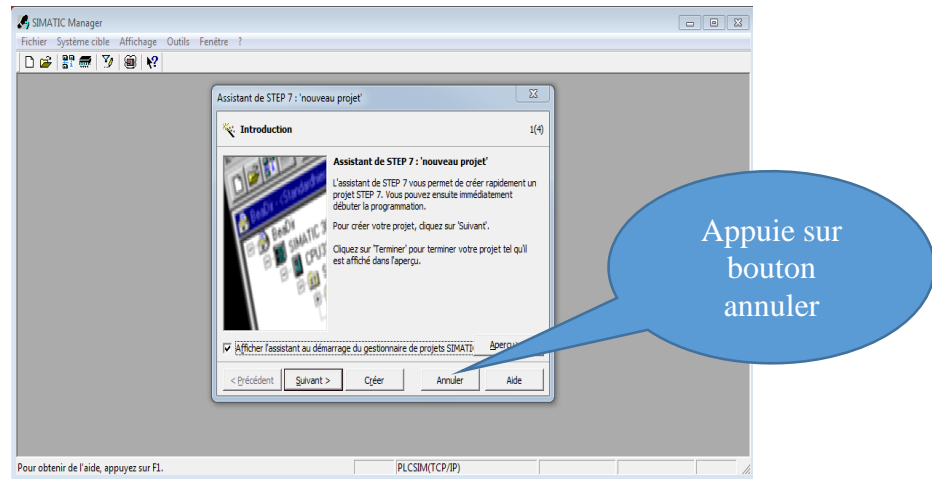 SIMATIC Manager
Fichier Système cible Affichage Outils Fenêtre ?
Assistant de STEP 7 : 'nouveau projet'
Introduction 1(4)
Assistant de STEP 7 : 'nouveau projet'
L'assistant de STEP 7 vous permet de créer rapidement un
projet STEP 7. Vous pouvez ensuite immédiatement
débuter la programmation.
Pour créer votre projet, cliquez sur 'Suivant'.
Cliquez sur 'Terminer' pour terminer votre projet tel qu'il
est affiché dans l'aperçu.
Afficher l'assistant au démarrage du gestionnaire de projets SIMATI
< Précédent Suivant > Créer Annuler Aide
Appuie sur
bouton
annuler
Pour obtenir de l'aide, appuyez sur F1. PLCSIM(TCP/IP)